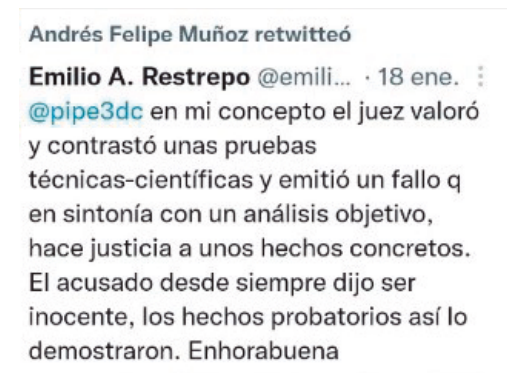 Andrés Felipe Muñoz retwitteó
Emilio A. Restrepo @emili... · 18 ene.
@pipe3dc en mi concepto el juez valoró
y contrastó unas pruebas
técnicas-científicas y emitió un fallo q
en sintonía con un análisis objetivo,
hace justicia a unos hechos concretos.
El acusado desde siempre dijo ser
inocente, los hechos probatorios así lo
demostraron. Enhorabuena